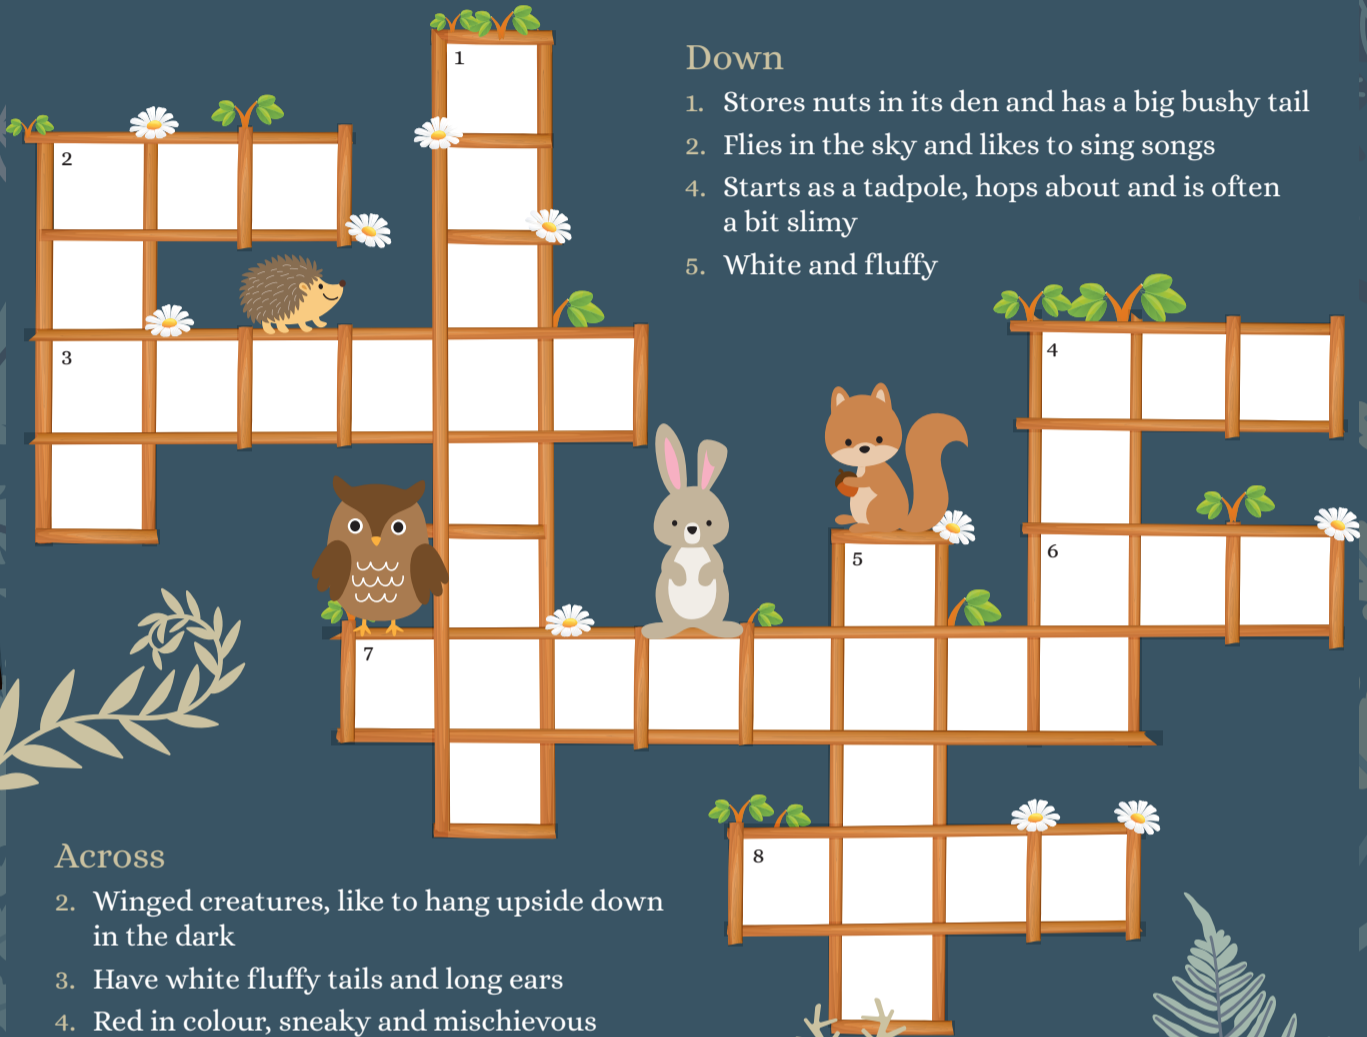 Down
1. Stores nuts in its den and has a big bushy tail
2. Flies in the sky and likes to sing songs
4. Starts as a tadpole, hops about and is often
a bit slimy
5. White and fluffy
1
2
3
4
5
6
7
8
Across
2. Winged creatures, like to hang upside down
in the dark
3. Have white fluffy tails and long ears
4. Red in colour, sneaky and mischievous